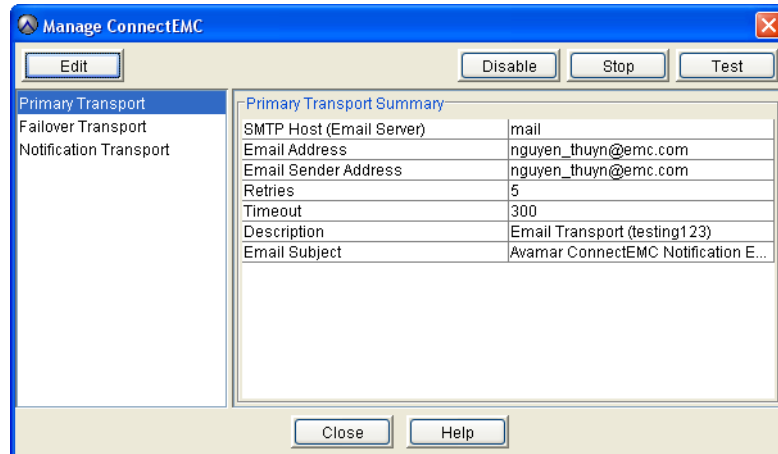 Manage ConnectEMC
Edit Disable Stop Test
Primary Transport
Failover Transport
Notification Transport
Primary Transport Summary
SMTP Host (Email Server) mail
Email Address nguyen_thuyn@emc.com
Email Sender Address nguyen_thuyn@emc.com
Retries 5
Timeout 300
Description Email Transport (testing123)
Email Subject Avamar ConnectEMC Notification E...
Close Help